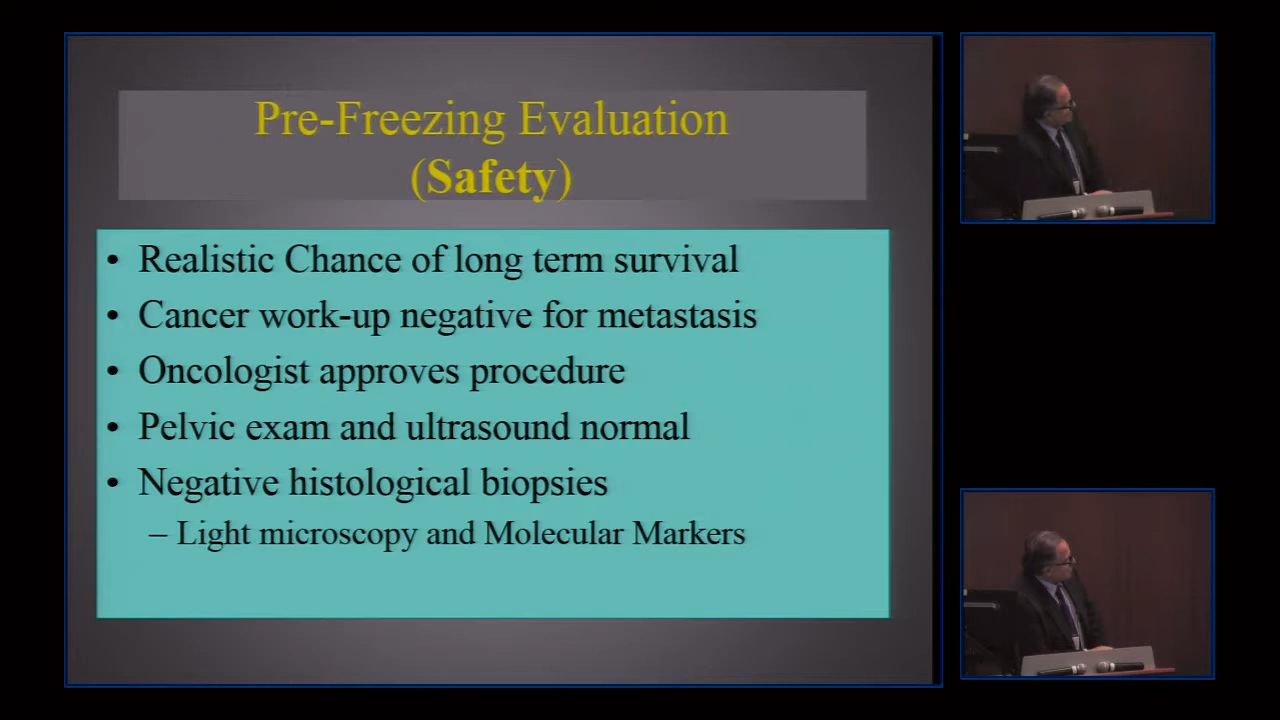 Pre-Freezing Evaluation
(Safety)
• Realistic Chance of long term survival
• Cancer work-up negative for metastasis
• Oncologist approves procedure
• Pelvic exam and ultrasound normal
• Negative histological biopsies
– Light microscopy and Molecular Markers